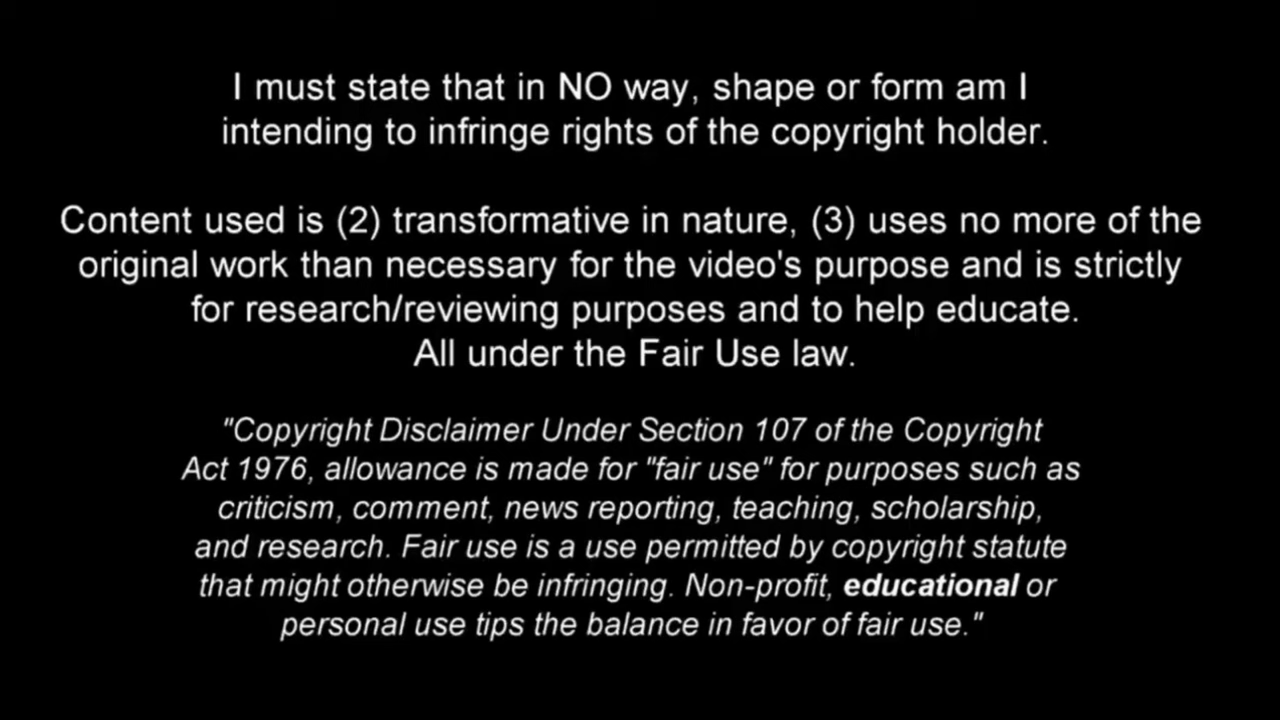 I must state that in NO way, shape or form am I
intending to infringe rights of the copyright holder.
Content used is (2) transformative in nature, (3) uses no more of the
original work than necessary for the video's purpose and is strictly
for research/reviewing purposes and to help educate.
All under the Fair Use law.
"Copyright Disclaimer Under Section 107 of the Copyright
Act 1976, allowance is made for "fair use" for purposes such as
criticism, comment, news reporting, teaching, scholarship,
and research. Fair use is a use permitted by copyright statute
that might otherwise be infringing. Non-profit, educational or
personal use tips the balance in favor of fair use."